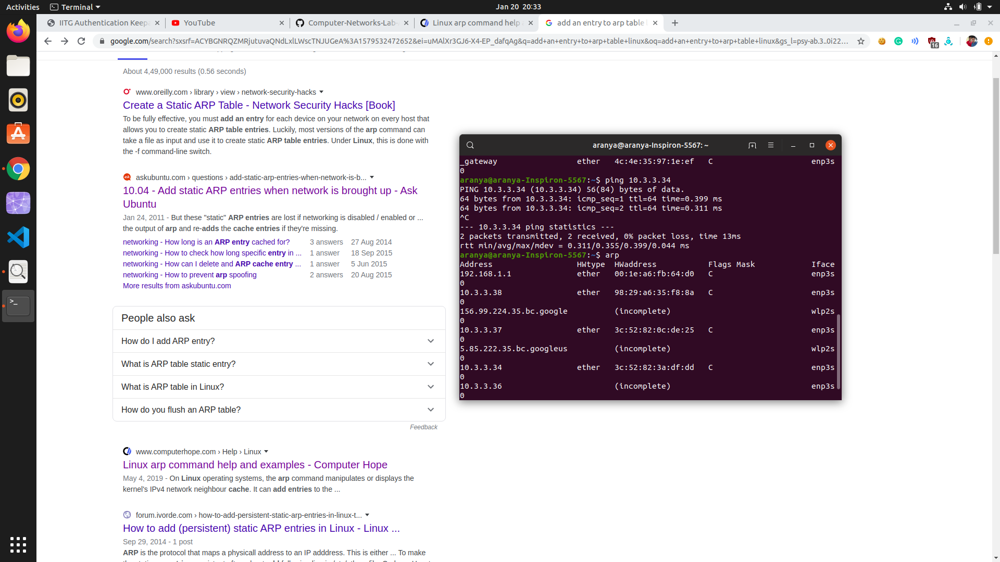 Activities
Terminal
Jan 20 20:33
IITG Authentication Keepe
YouTube
Computer-Networks-Lab-
Linux arp command help a
add an entry to arp table l
google.com/search?sxsrf=ACYBGNRQZMRjutuvaQNdLxlLWscTNJUGeA%3A1579532472652&ei=uMAlXr3GJ6-X4-EP_dafqAg&q=add+an+entry+to+arp+table+linux&oq=add+an+entry+to+arp+table+linux&gs_l=psy-ab.3..0i22...
16
About 4,49,000 results (0.56 seconds)
www.oreilly.com › library › view › network-security-hacks
Create a Static ARP Table - Network Security Hacks [Book]
To be fully effective, you must add an entry for each device on your network on every host that
allows you to create static ARP table entries. Luckily, most versions of the arp command can
take a file as input and use it to create static ARP table entries. Under Linux, this is done with
the -f command-line switch.
ask
askubuntu.com › questions › add-static-arp-entries-when-network-is-b...
10.04 - Add static ARP entries when network is brought up - Ask
Ubuntu
Jan 24, 2011 - But these "static" ARP entries are lost if networking is disabled / enabled or ...
the output of arp and re-adds the cache entries if they're missing.
networking - How long is an ARP entry cached for? 3 answers 27 Aug 2014
networking - How to check how long specific entry in ... 1 answer 18 Sep 2015
networking - How can I delete and ARP cache entry ... 1 answer 5 Jun 2015
networking - How to prevent arp spoofing 2 answers 20 Aug 2015
More results from askubuntu.com
People also ask
How do I add ARP entry?
What is ARP table static entry?
What is ARP table in Linux?
How do you flush an ARP table?
Feedback
www.computerhope.com › Help › Linux
Linux arp command help and examples - Computer Hope
May 4, 2019 - On Linux operating systems, the arp command manipulates or displays the
kernel's IPv4 network neighbour cache. It can add entries to the ...
forum.ivorde.com › how-to-add-persistent-static-arp-entries-in-linux-t...
How to add (persistent) static ARP entries in Linux - Linux ...
Sep 29, 2014 - 1 post
ARP is the protocol that maps a physicall address to an IP adddress. This is either ... To make
aranya@aranya-Inspiron-5567: ~
_gateway ether 4c:4e:35:97:1e:ef C enp3s
0
aranya@aranya-Inspiron-5567:~$ ping 10.3.3.34
PING 10.3.3.34 (10.3.3.34) 56(84) bytes of data.
64 bytes from 10.3.3.34: icmp_seq=1 ttl=64 time=0.399 ms
64 bytes from 10.3.3.34: icmp_seq=2 ttl=64 time=0.311 ms
^C
--- 10.3.3.34 ping statistics ---
2 packets transmitted, 2 received, 0% packet loss, time 13ms
rtt min/avg/max/mdev = 0.311/0.355/0.399/0.044 ms
aranya@aranya-Inspiron-5567:~$ arp
Address HWtype HWaddress Flags Mask Iface
192.168.1.1 ether 00:1e:a6:fb:64:d0 C enp3s
0
10.3.3.38 ether 98:29:a6:35:f8:8a C enp3s
0
156.99.224.35.bc.google (incomplete) wlp2s
0
10.3.3.37 ether 3c:52:82:0c:de:25 C enp3s
0
5.85.222.35.bc.googleus (incomplete) wlp2s
0
10.3.3.34 ether 3c:52:82:3a:df:dd C enp3s
0
10.3.3.36 (incomplete) enp3s
0